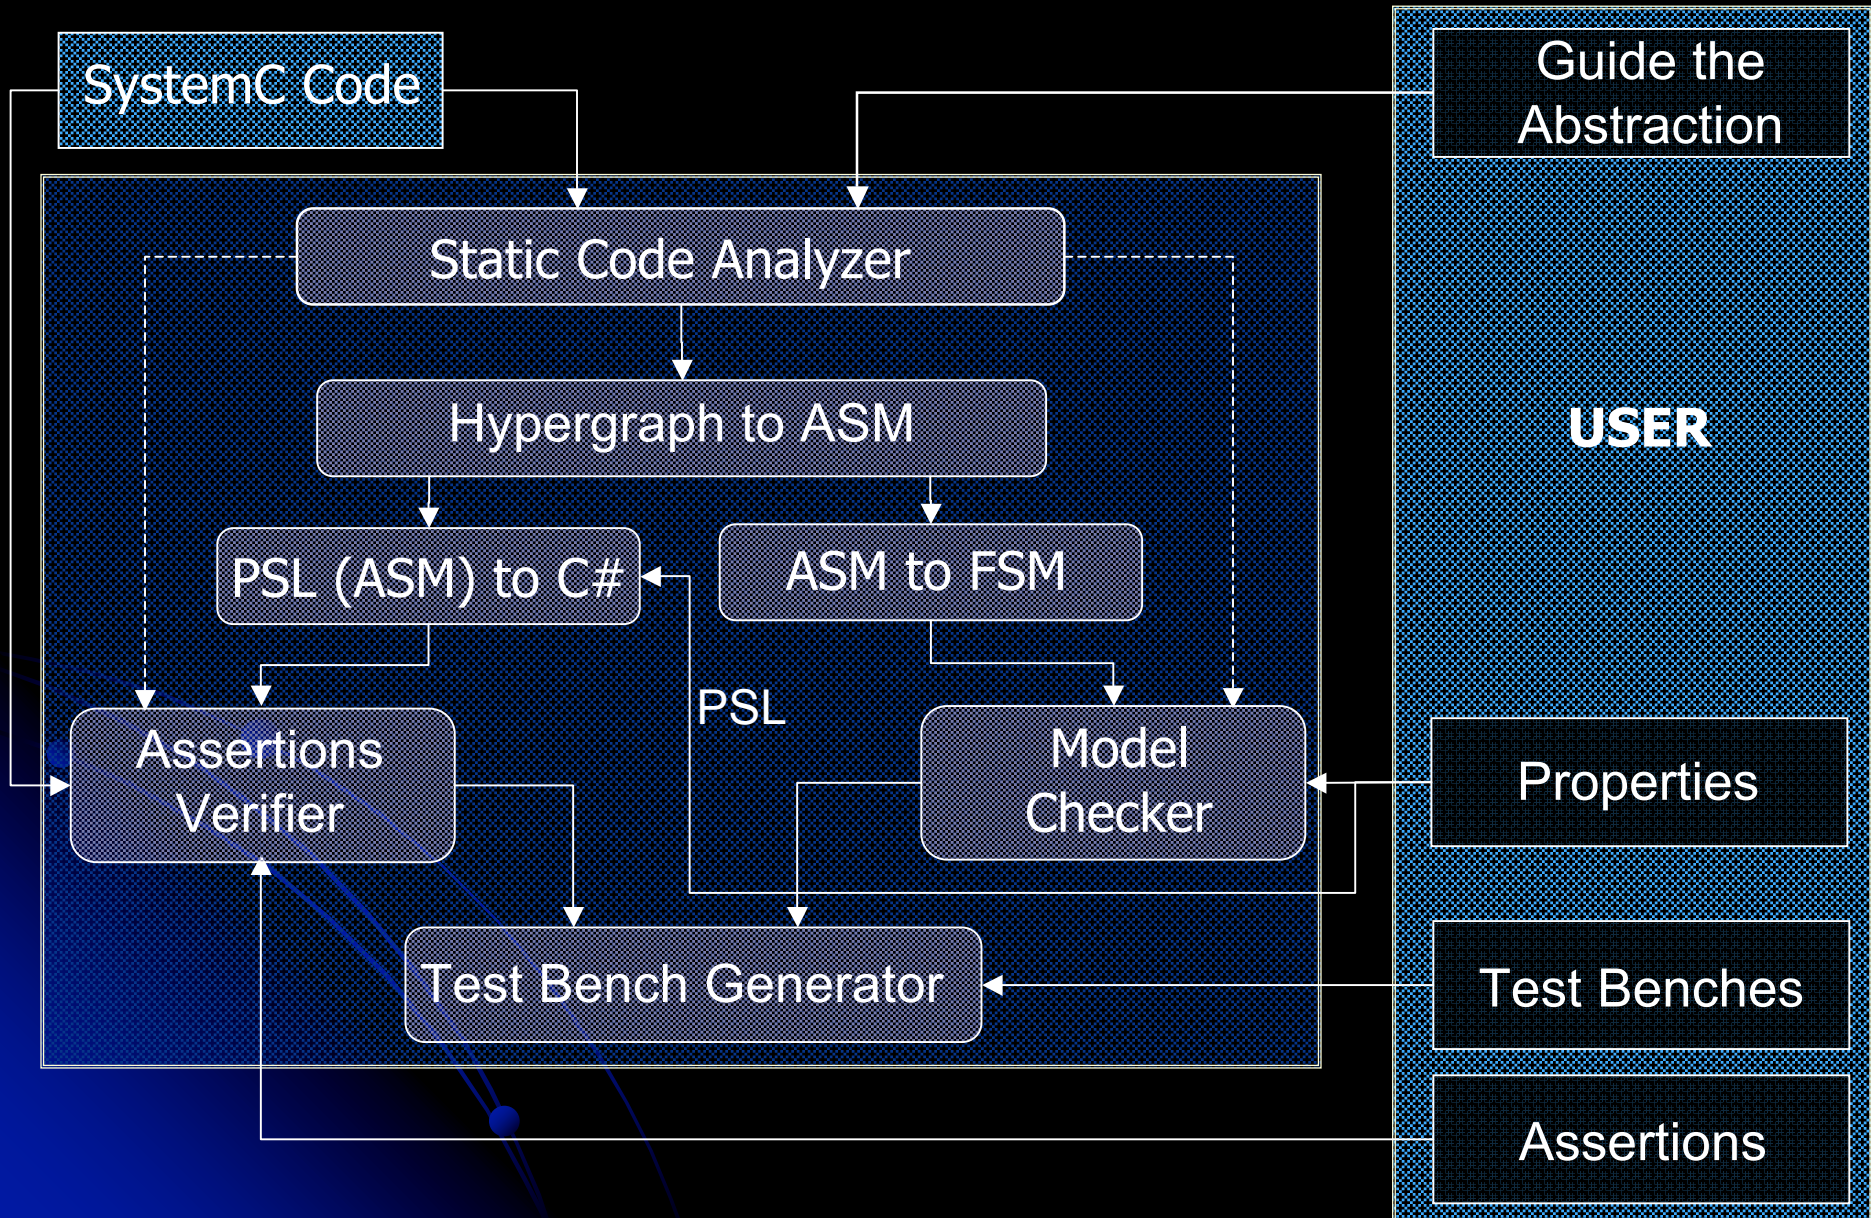 SystemC Code
Guide the
Abstraction
Static Code Analyzer
Hypergraph to ASM
USER
PSL (ASM) to C#
ASM to FSM
PSL
Assertions
Verifier
Model
Checker
Properties
Test Bench Generator
Test Benches
Assertions